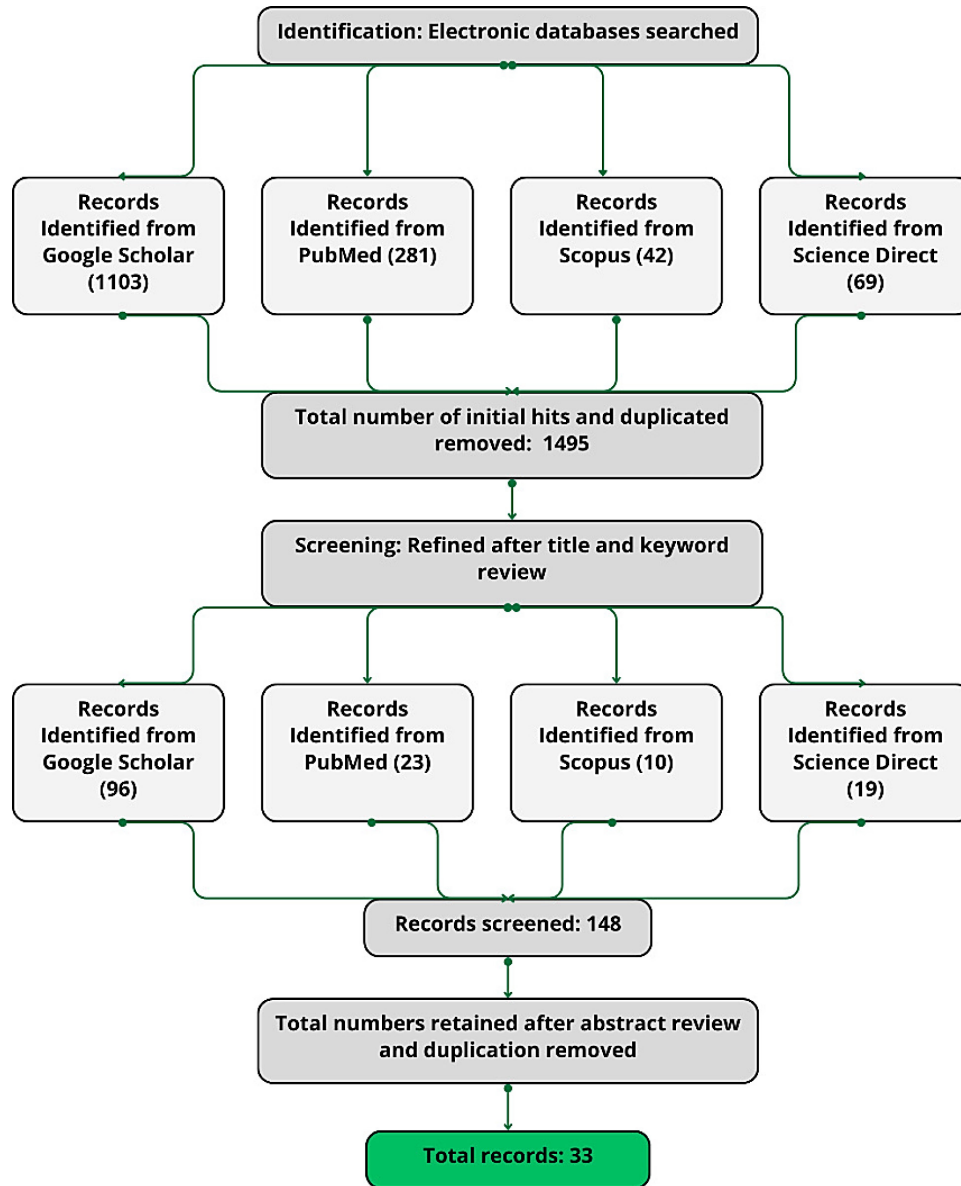 Identification: Electronic databases searched
Records
Identified from
Google Scholar
(1103)
Records
Identified from
PubMed (281)
Records
Identified from
Scopus (42)
Records
Identified from
Science Direct
(69)
Total number of initial hits and duplicated
removed: 1495
Screening: Refined after title and keyword
review
Records
Identified from
Google Scholar
(96)
Records
Identified from
PubMed (23)
Records
Identified from
Scopus (10)
Records
Identified from
Science Direct
(19)
Records screened: 148
Total numbers retained after abstract review
and duplication removed
Total records: 33